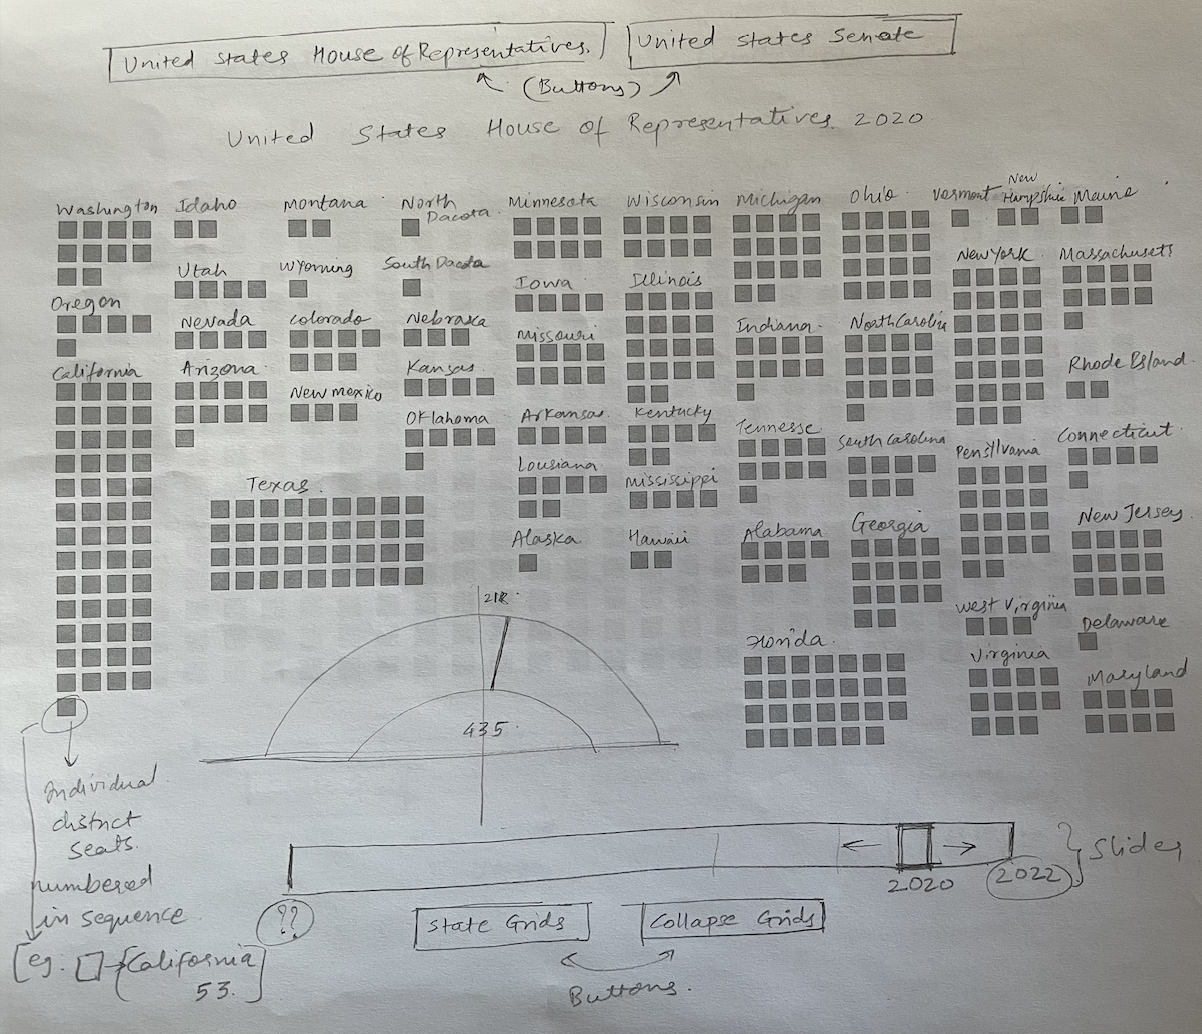 United States House of Representatives.
United States Senate
(Buttons)
United States House of Representatives. 2020
Washington
Idaho
Montana
North
Dacota
Minnesota
Wisconsin
Michigan
Ohio
Vermont
New
Hampshire
Maine
Utah
Wyoming
South Dacota
Iowa
Illinois
New York
Massachusets
Oregon
Nevada
Colorado
Nebraska
Missouri
Indiana
North Carolina
California
Arizona
New mexico
Kansas
Rhode Island
Oklahoma
Arkansas
Kentucky
Tennesse
South Carolina
Pensylvania
Connecticut
Texas
Lousiana
Mississippi
Alaska
Hawaii
Alabama
Georgia
New Jersey
West Virginia
Delaware
Florida
Virginia
Maryland
218
435
Individual
district
seats.
numbered
in sequence
[eg. → {California
53.]
??
2020
2022
Slider
State Grids
Collapse Grids
Buttons.